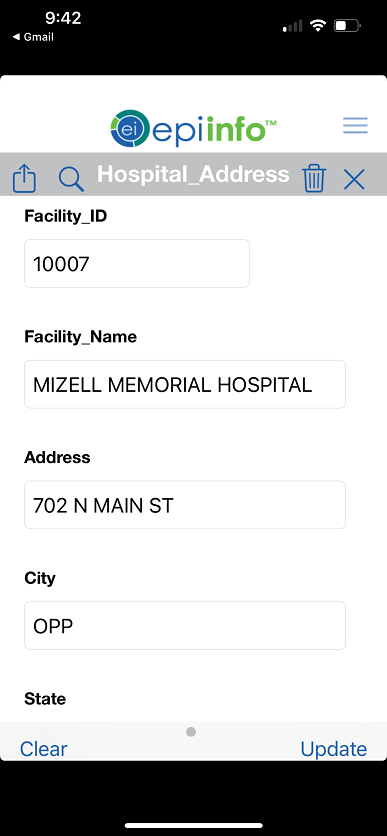 9:42
◀ Gmail
ei epiinfo™
Hospital_Address
Facility_ID
10007
Facility_Name
MIZELL MEMORIAL HOSPITAL
Address
702 N MAIN ST
City
OPP
State
Clear Update